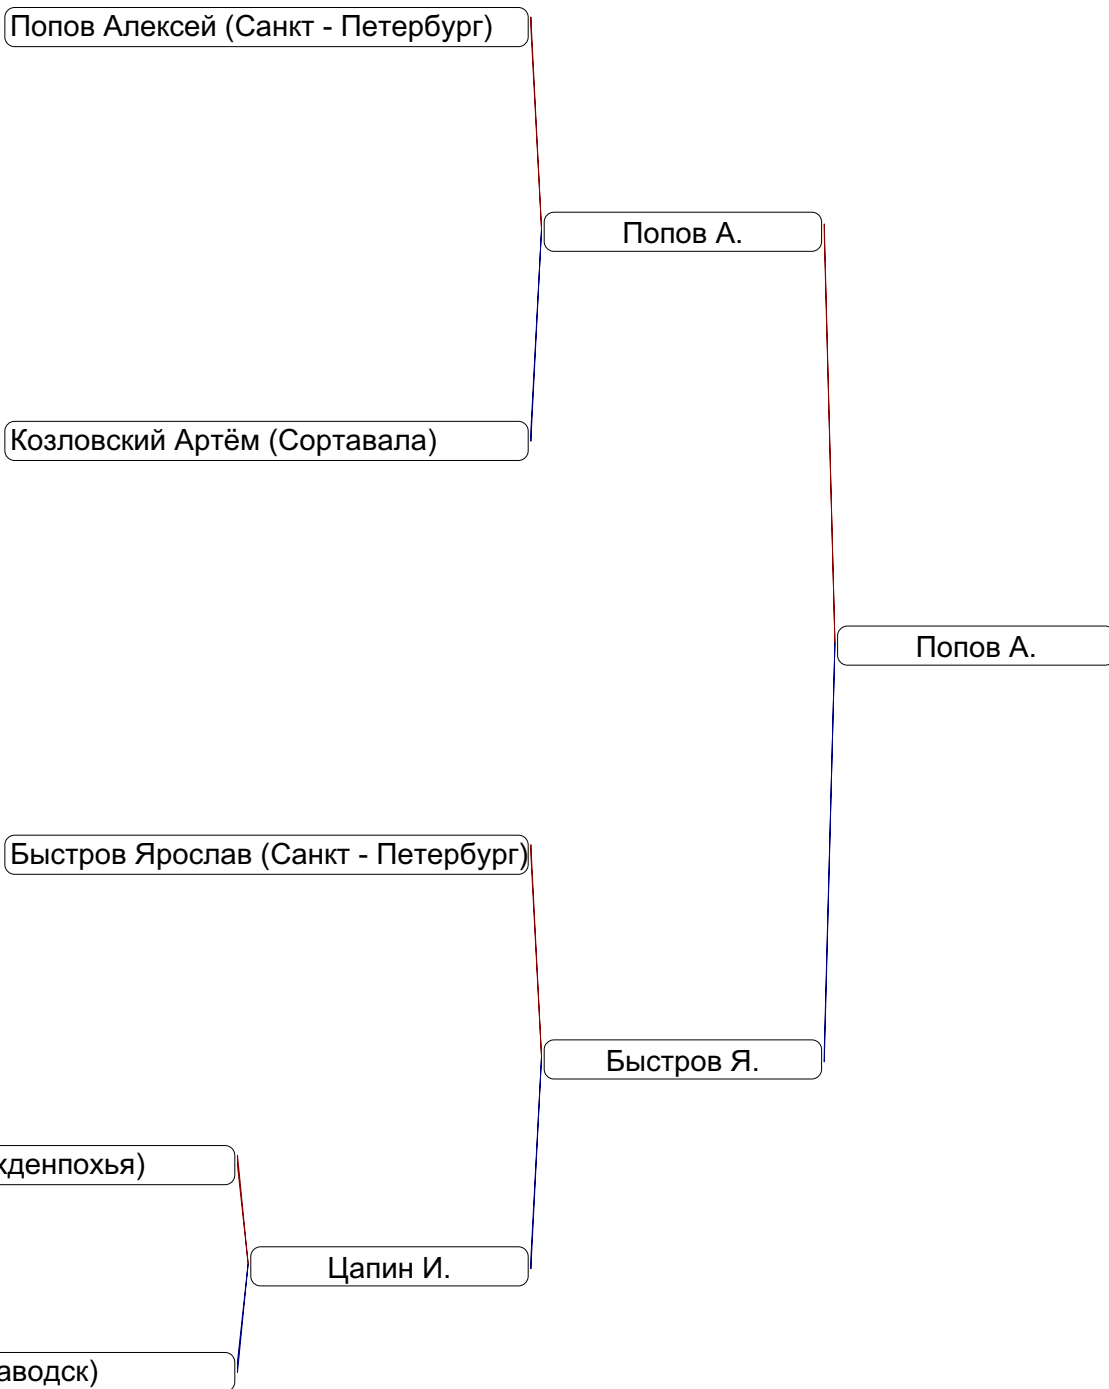 Попов Алексей (Санкт - Петербург)
Попов А.
Козловский Артём (Сортавала)
Попов А.
Быстров Ярослав (Санкт - Петербург)
Быстров Я.
Цапин И.